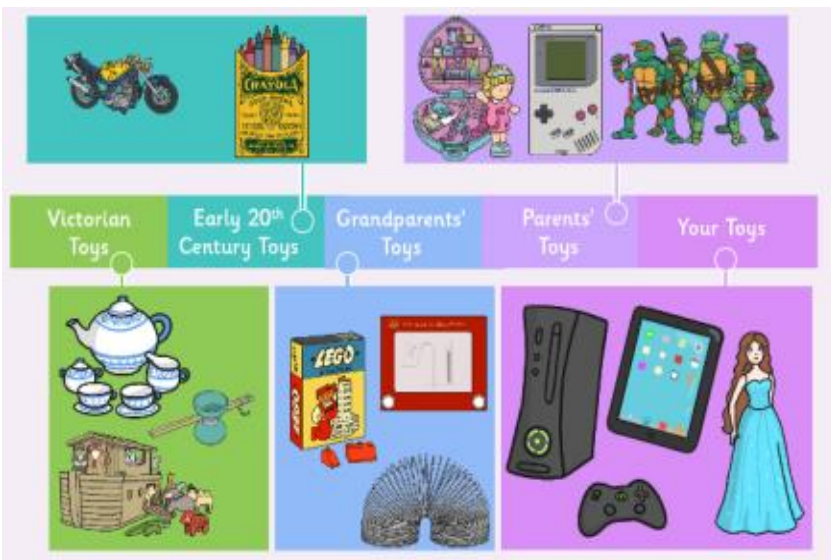 CRAYOLA
Victorian
Toys
Early 20th
Century Toys
Grandparents'
Toys
Parents'
Toys
Your Toys
LEGO